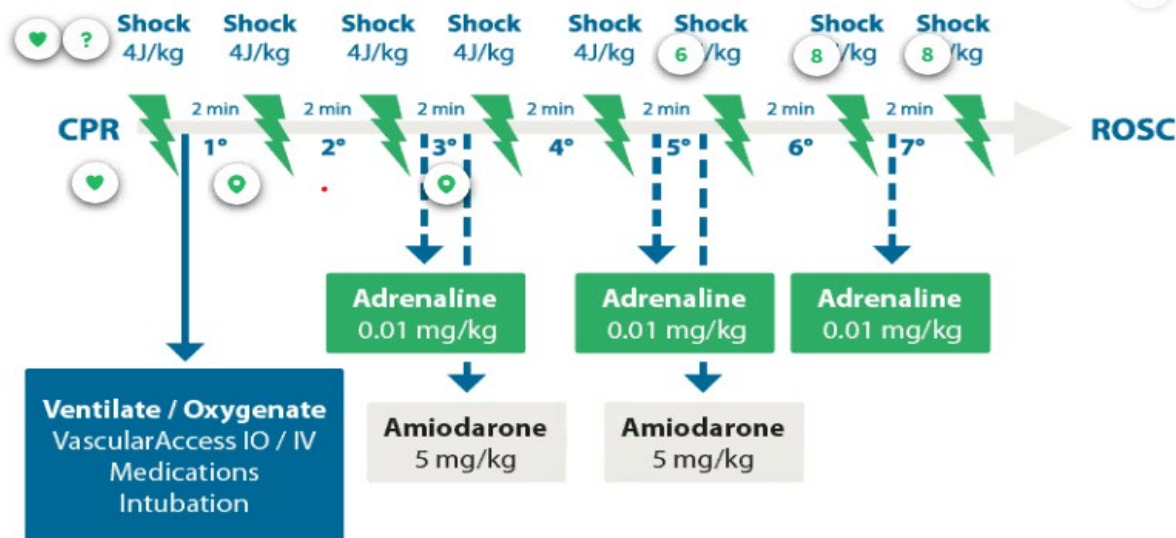 Shock Shock Shock Shock Shock Shock Shock Shock
? 4J/kg 4J/kg 4J/kg 4J/kg 4J/kg 6 /kg 8 /kg 8 /kg
2 min 2 min 2 min 2 min 2 min 2 min 2 min
CPR ROSC
1° 2° 3° 4° 5° 6° 7°
Adrenaline
0.01 mg/kg
Adrenaline
0.01 mg/kg
Adrenaline
0.01 mg/kg
Ventilate / Oxygenate
VascularAccess IO / IV
Medications
Intubation
Amiodarone
5 mg/kg
Amiodarone
5 mg/kg